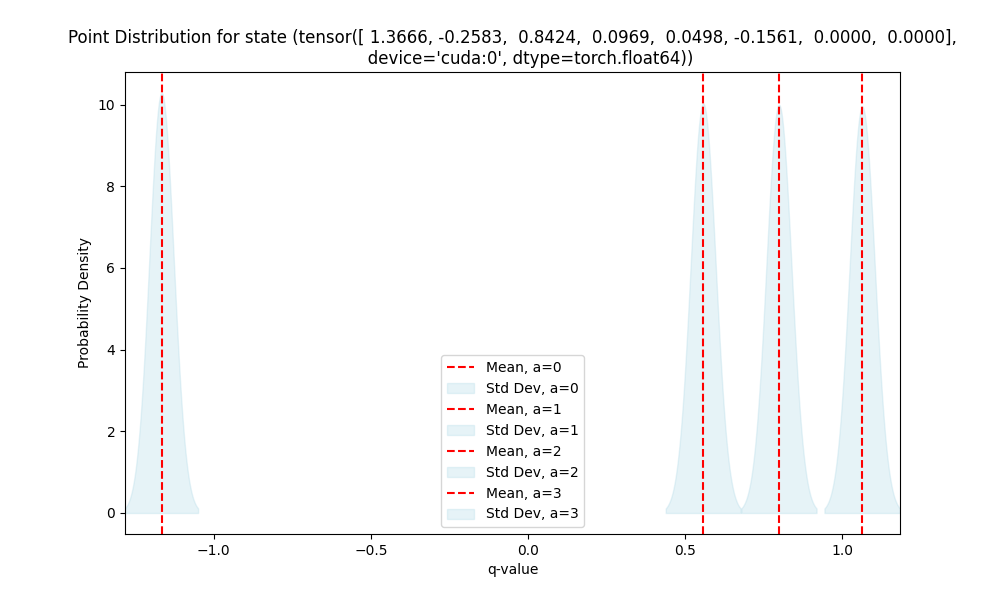 Point Distribution for state (tensor([ 1.3666, -0.2583,  0.8424,  0.0969,  0.0498, -0.1561,  0.0000,  0.0000],
device='cuda:0', dtype=torch.float64))
Probability Density
10
8
6
4
2
0
Mean, a=0
Std Dev, a=0
Mean, a=1
Std Dev, a=1
Mean, a=2
Std Dev, a=2
Mean, a=3
Std Dev, a=3
−1.0 −0.5 0.0 0.5 1.0
q-value